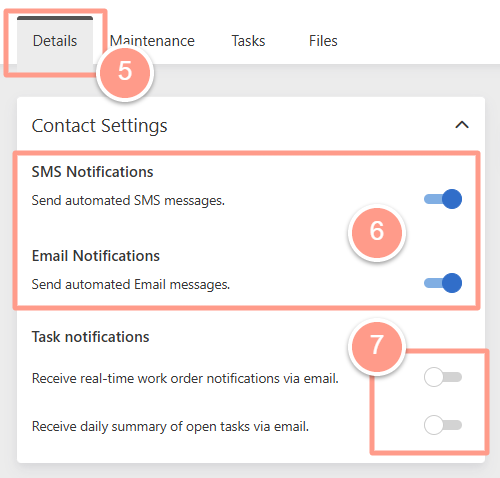 Details Maintenance Tasks Files
5
Contact Settings
SMS Notifications
Send automated SMS messages.
6
Email Notifications
Send automated Email messages.
Task notifications
7
Receive real-time work order notifications via email.
Receive daily summary of open tasks via email.